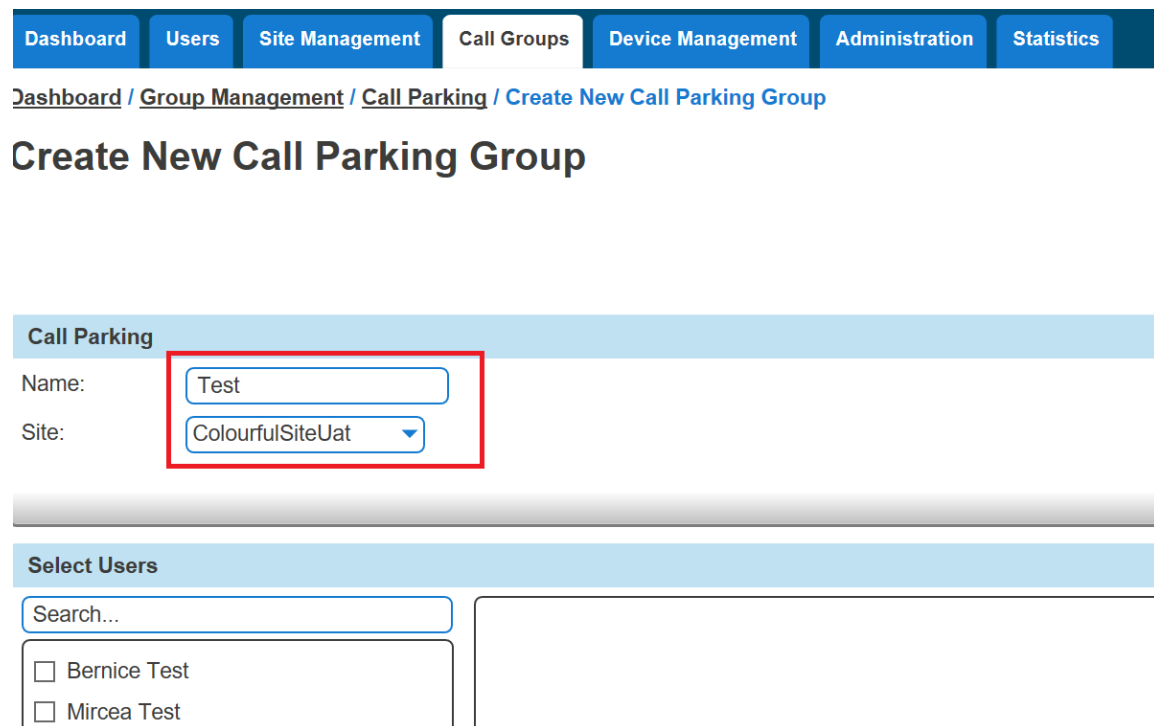 Dashboard Users Site Management Call Groups Device Management Administration Statistics
Dashboard / Group Management / Call Parking / Create New Call Parking Group
Create New Call Parking Group
Call Parking
Name: Test
Site: ColourfulSiteUat
Select Users
Search...
Bernice Test
Mircea Test